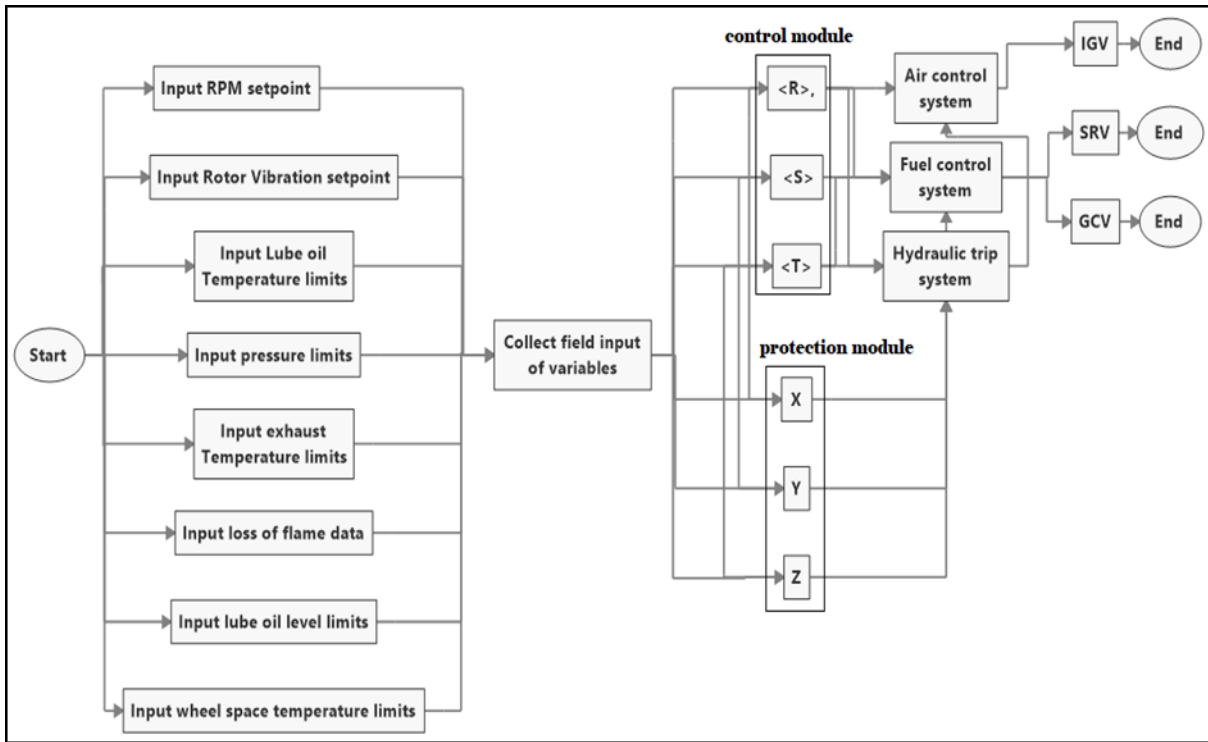 control module
Input RPM setpoint
Input Rotor Vibration setpoint
Input Lube oil
Temperature limits
Start
Input pressure limits
Input exhaust
Temperature limits
Input loss of flame data
Input lube oil level limits
Input wheel space temperature limits
Collect field input
of variables
<R>,
<S>
<T>
protection module
X
Y
Z
Air control
system
Fuel control
system
Hydraulic trip
system
IGV
End
SRV
End
GCV
End